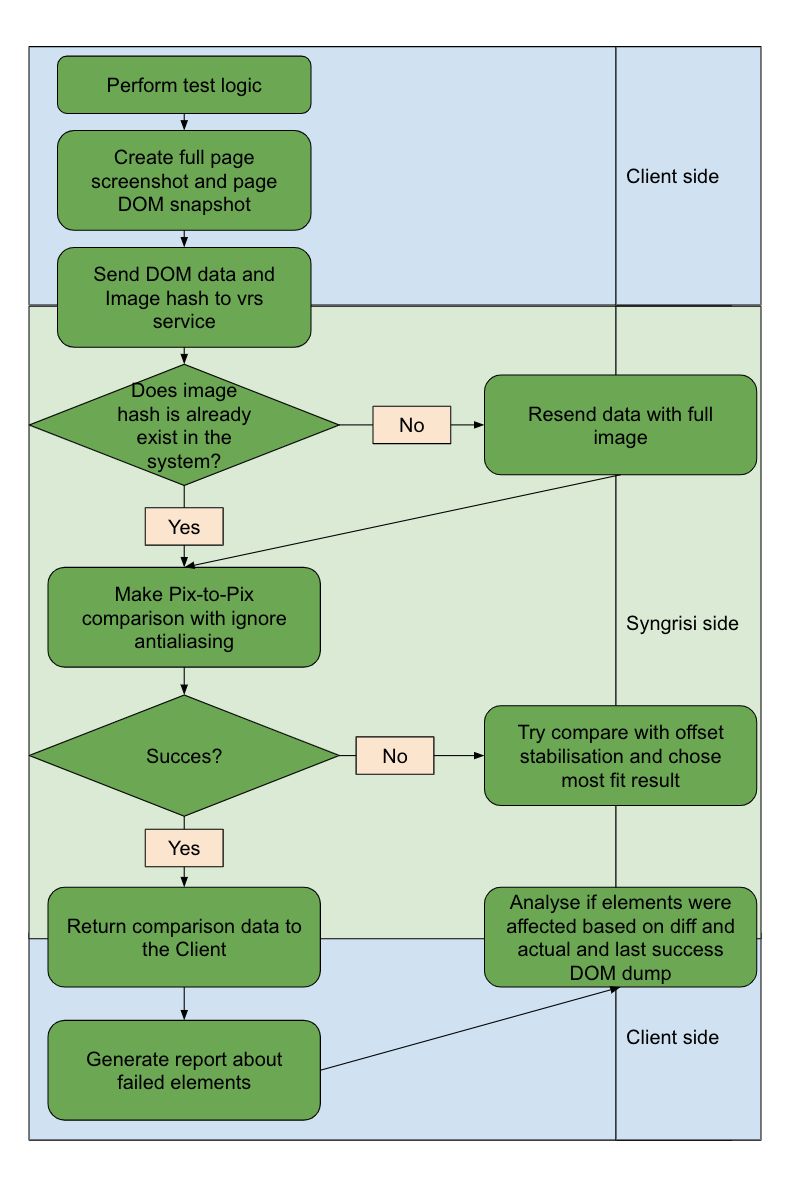 Perform test logic
Create full page
screenshot and page
DOM snapshot
Client side
Send DOM data and
Image hash to vrs
service
Does image
hash is already
exist in the
system?
No
Resend data with full
image
Yes
Make Pix-to-Pix
comparison with ignore
antialiasing
Syngrisi side
Succes?
No
Try compare with offset
stabilisation and chose
most fit result
Yes
Return comparison data to
the Client
Analyse if elements were
affected based on diff and
actual and last success
DOM dump
Client side
Generate report about
failed elements